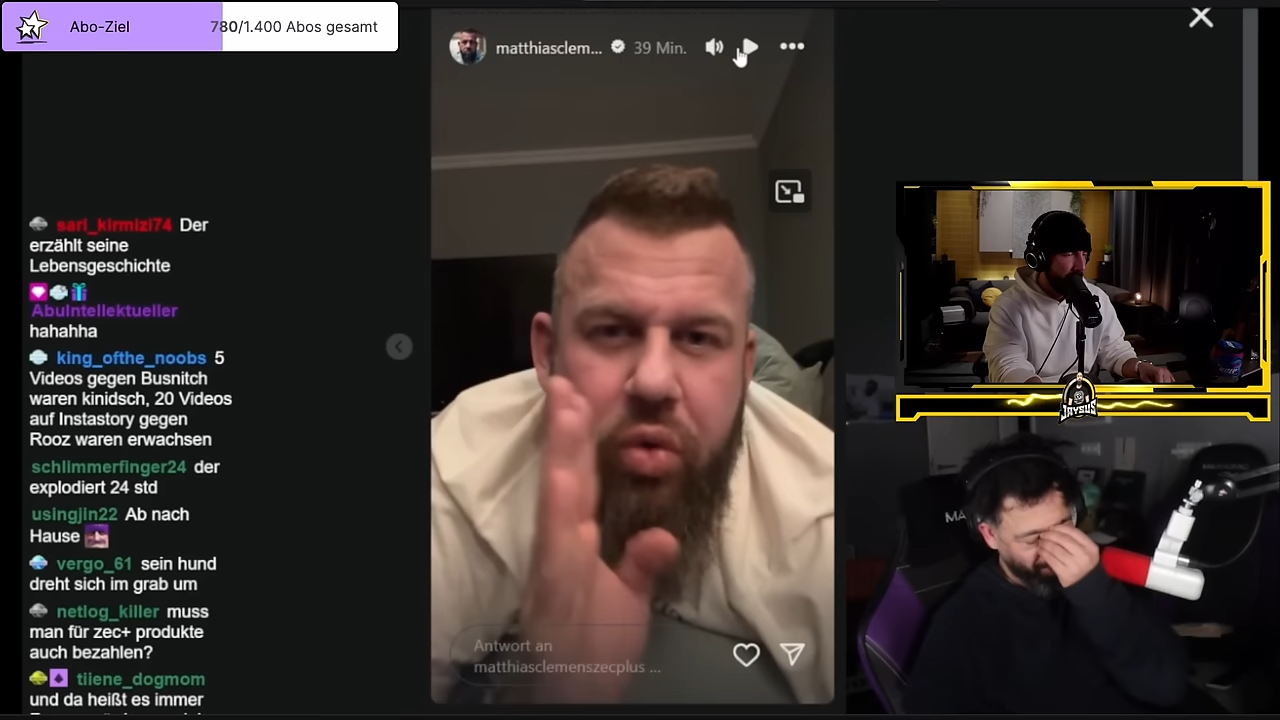 Abo-Ziel
780/1.400 Abos gesamt
matthiasclem...
39 Min.
sarl_kirmizi74 Der
erzählt seine
Lebensgeschichte
AbuIntellektueller
hahahha
king_ofthe_noobs 5
Videos gegen Busnitch
waren kinidsch, 20 Videos
auf Instastory gegen
Rooz waren erwachsen
schlimmerfinger24 der
explodiert 24 std
usingjin22 Ab nach
Hause
vergo_61 sein hund
dreht sich im grab um
netlog_killer muss
man für zec+ produkte
auch bezahlen?
tiiene_dogmom
und da heißt es immer
Antwort an
matthiasclemenszecplus ...
JAYSUS
MA